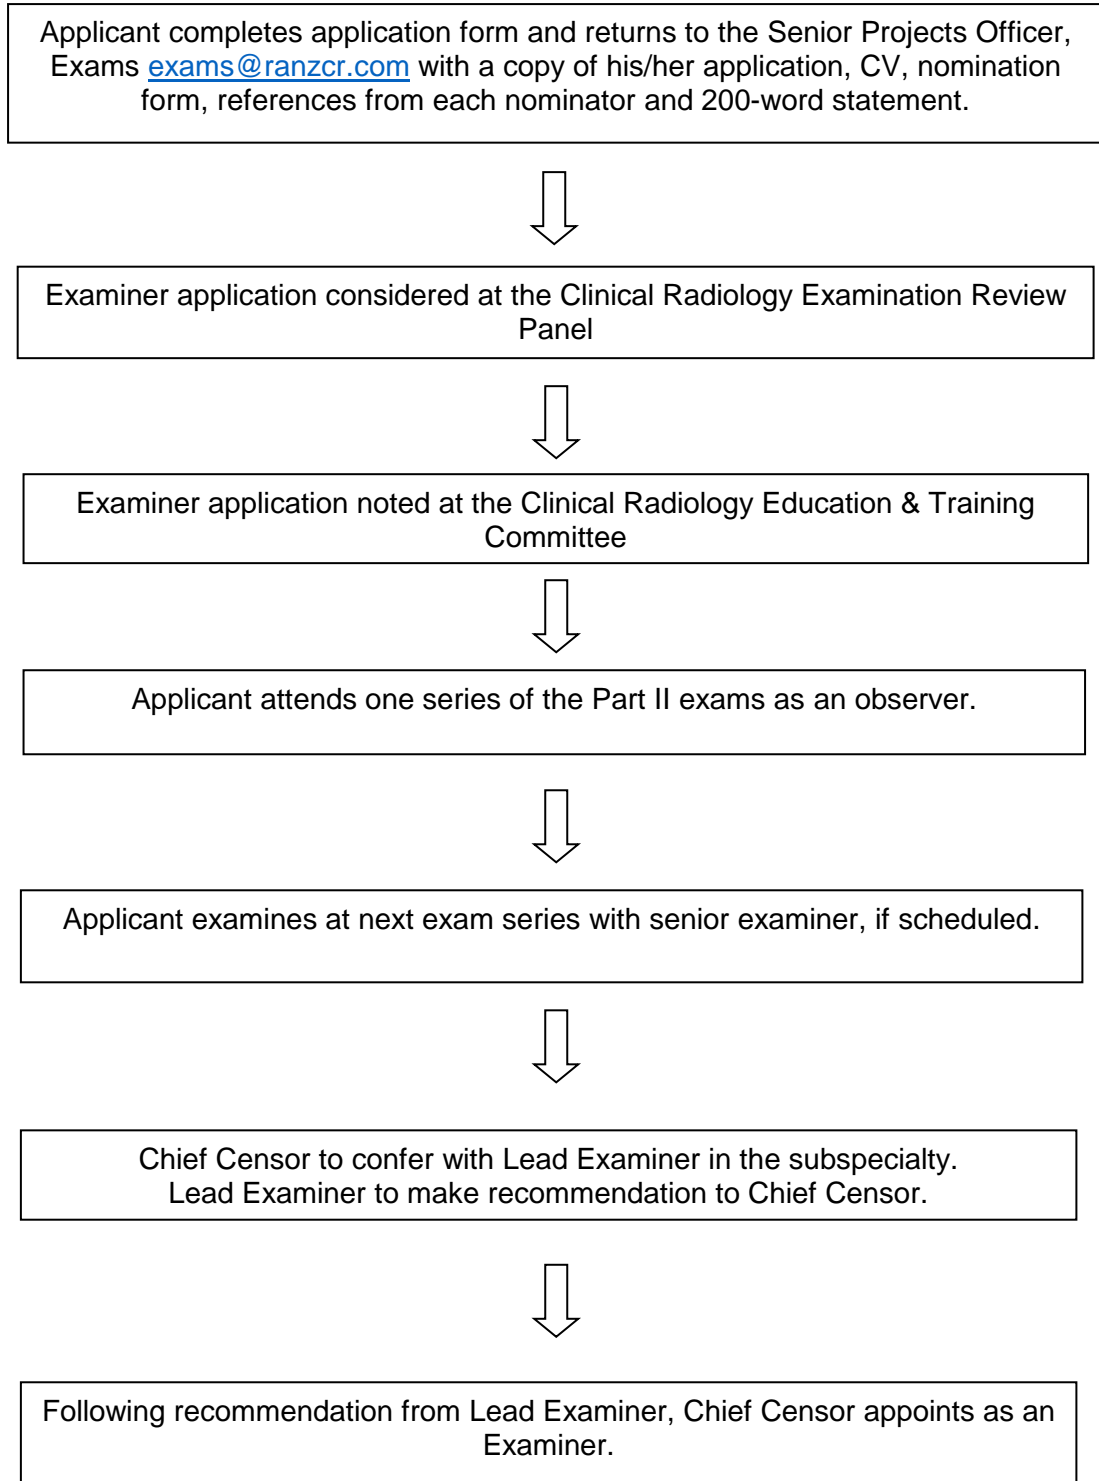 Applicant completes application form and returns to the Senior Projects Officer,
Exams exams@ranzcr.com with a copy of his/her application, CV, nomination
form, references from each nominator and 200-word statement.
Examiner application considered at the Clinical Radiology Examination Review
Panel
Examiner application noted at the Clinical Radiology Education & Training
Committee
Applicant attends one series of the Part II exams as an observer.
Applicant examines at next exam series with senior examiner, if scheduled.
Chief Censor to confer with Lead Examiner in the subspecialty.
Lead Examiner to make recommendation to Chief Censor.
Following recommendation from Lead Examiner, Chief Censor appoints as an
Examiner.